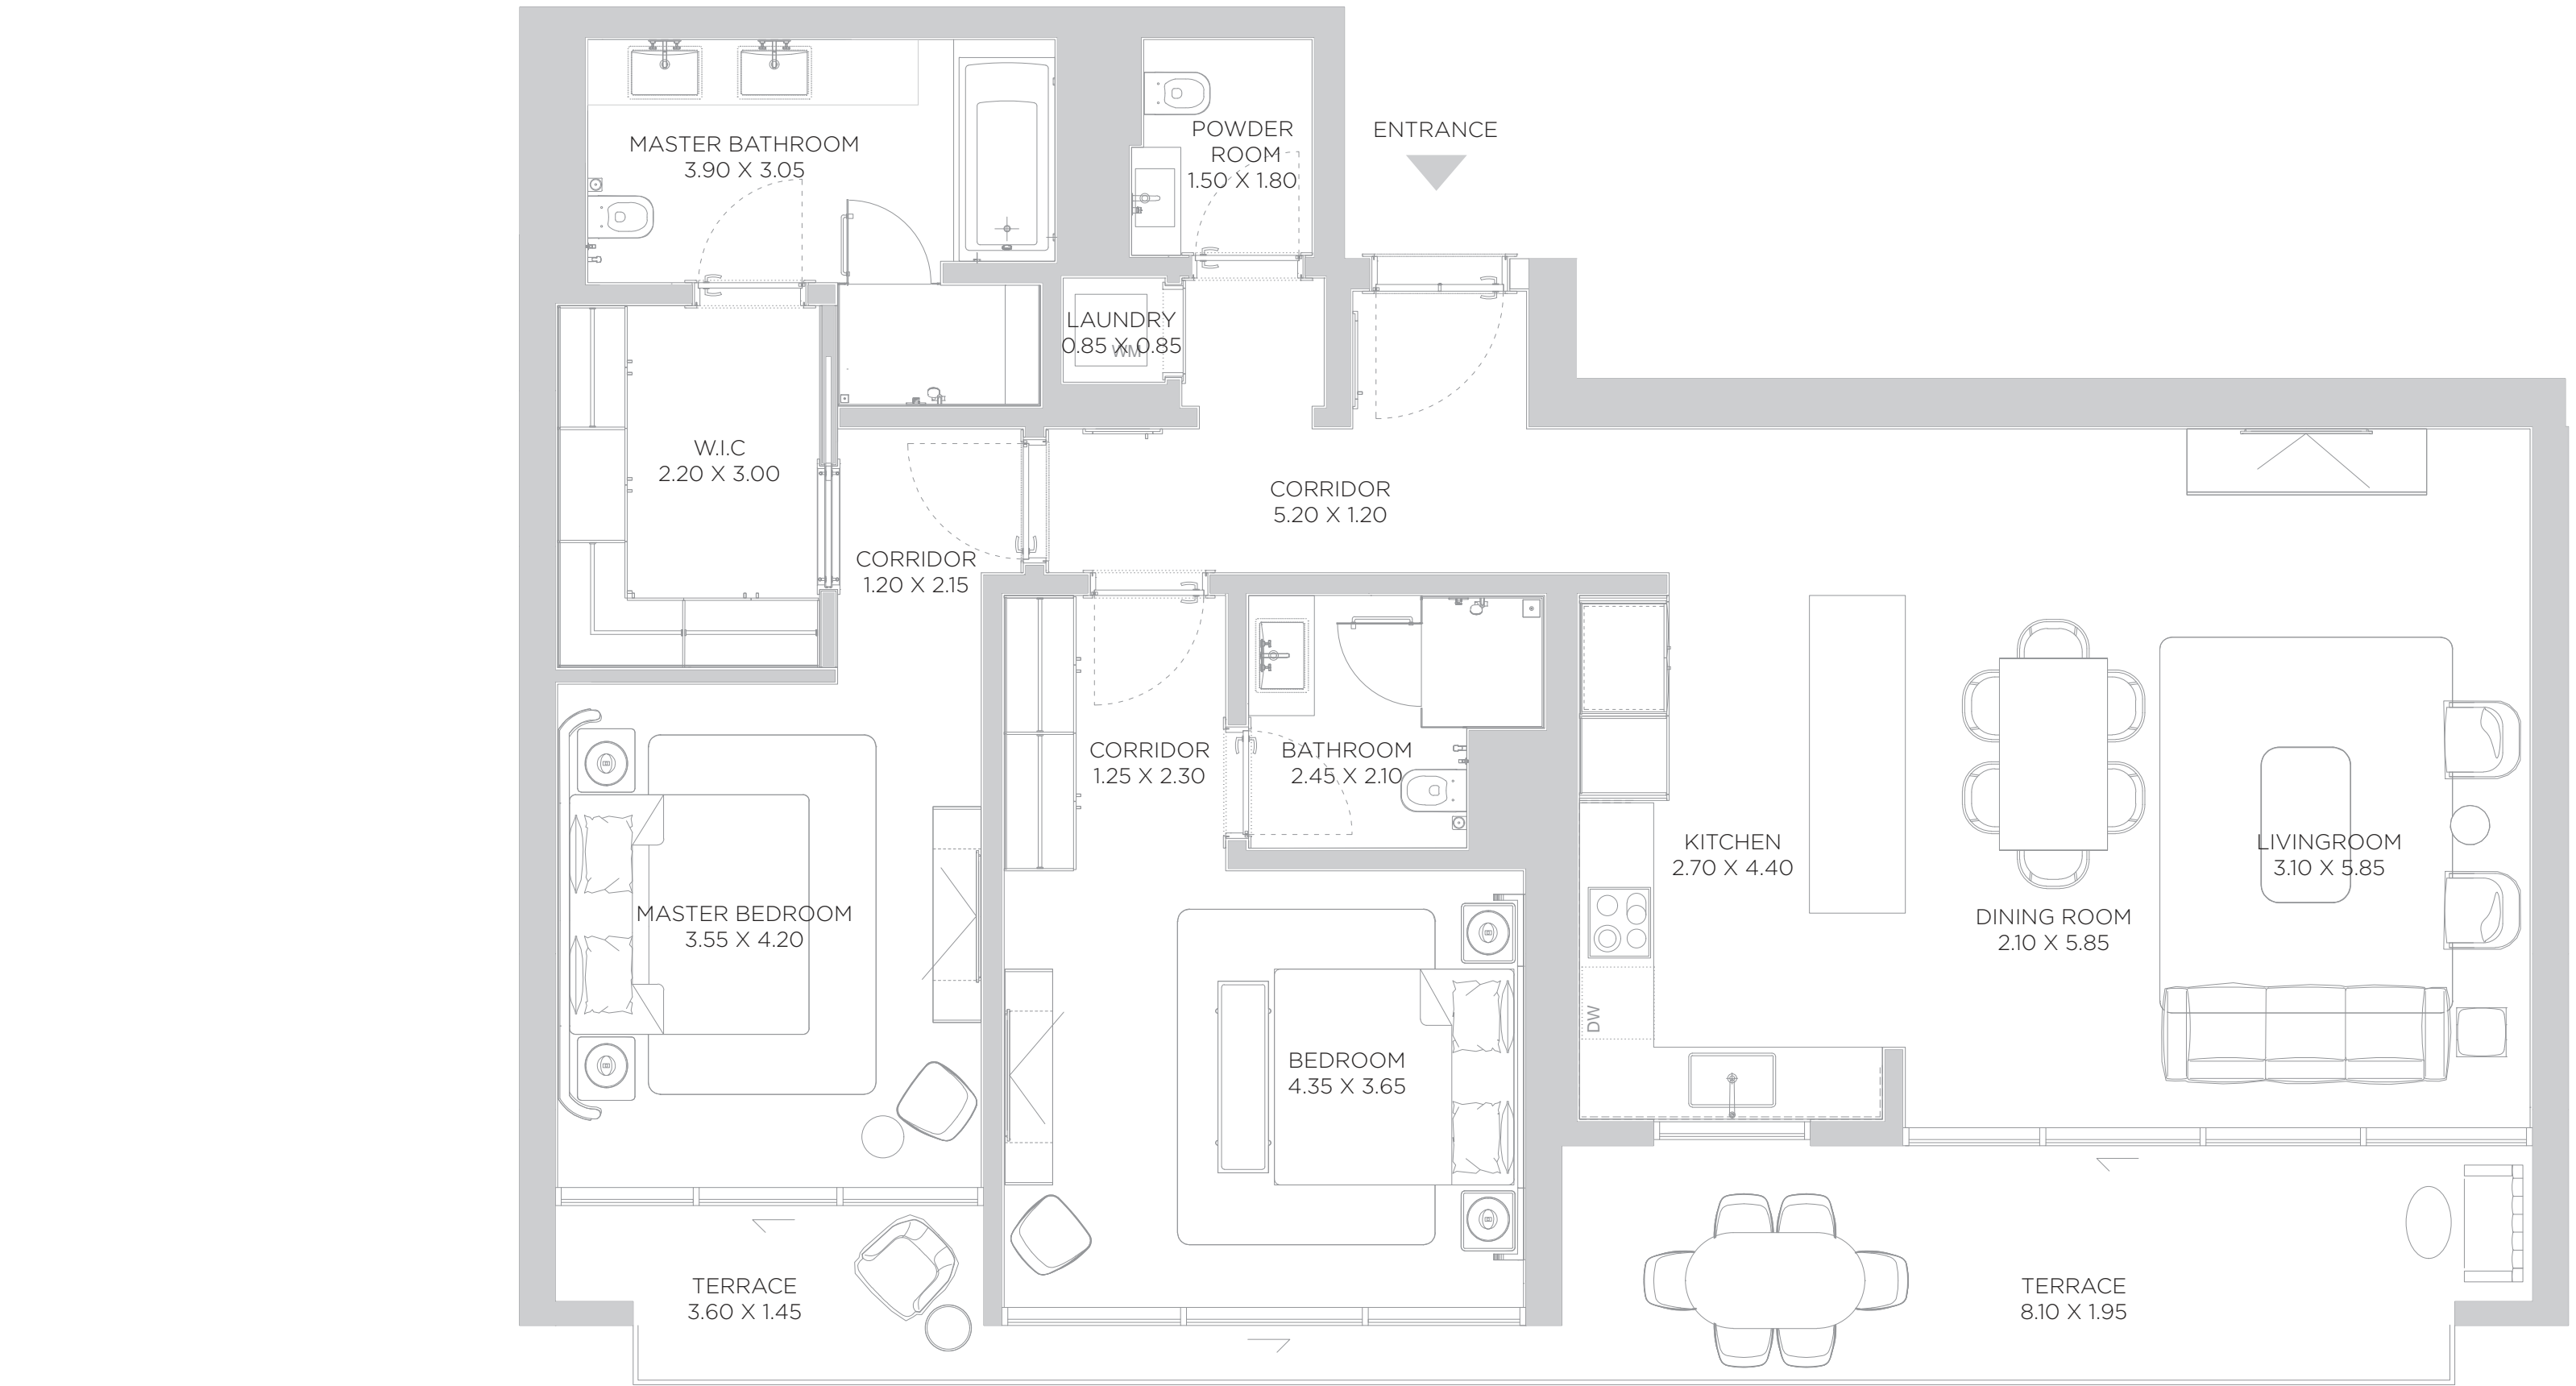 MASTER BATHROOM
3.90 X 3.05
POWDER
ROOM
1.50 X 1.80
ENTRANCE
LAUNDRY
0.85 X 0.85
WM
W.I.C
2.20 X 3.00
CORRIDOR
5.20 X 1.20
CORRIDOR
1.20 X 2.15
CORRIDOR
1.25 X 2.30
BATHROOM
2.45 X 2.10
KITCHEN
2.70 X 4.40
LIVINGROOM
3.10 X 5.85
MASTER BEDROOM
3.55 X 4.20
DINING ROOM
2.10 X 5.85
DW
BEDROOM
4.35 X 3.65
TERRACE
3.60 X 1.45
TERRACE
8.10 X 1.95